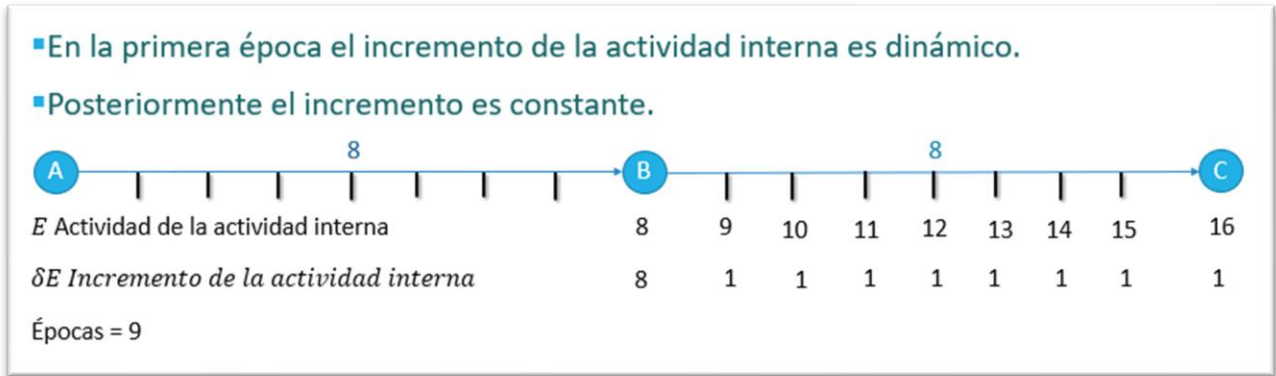 ▪En la primera época el incremento de la actividad interna es dinámico.
▪Posteriormente el incremento es constante.
8 8
A B C
E Actividad de la actividad interna 8 9 10 11 12 13 14 15 16
δE Incremento de la actividad interna 8 1 1 1 1 1 1 1 1
Épocas = 9